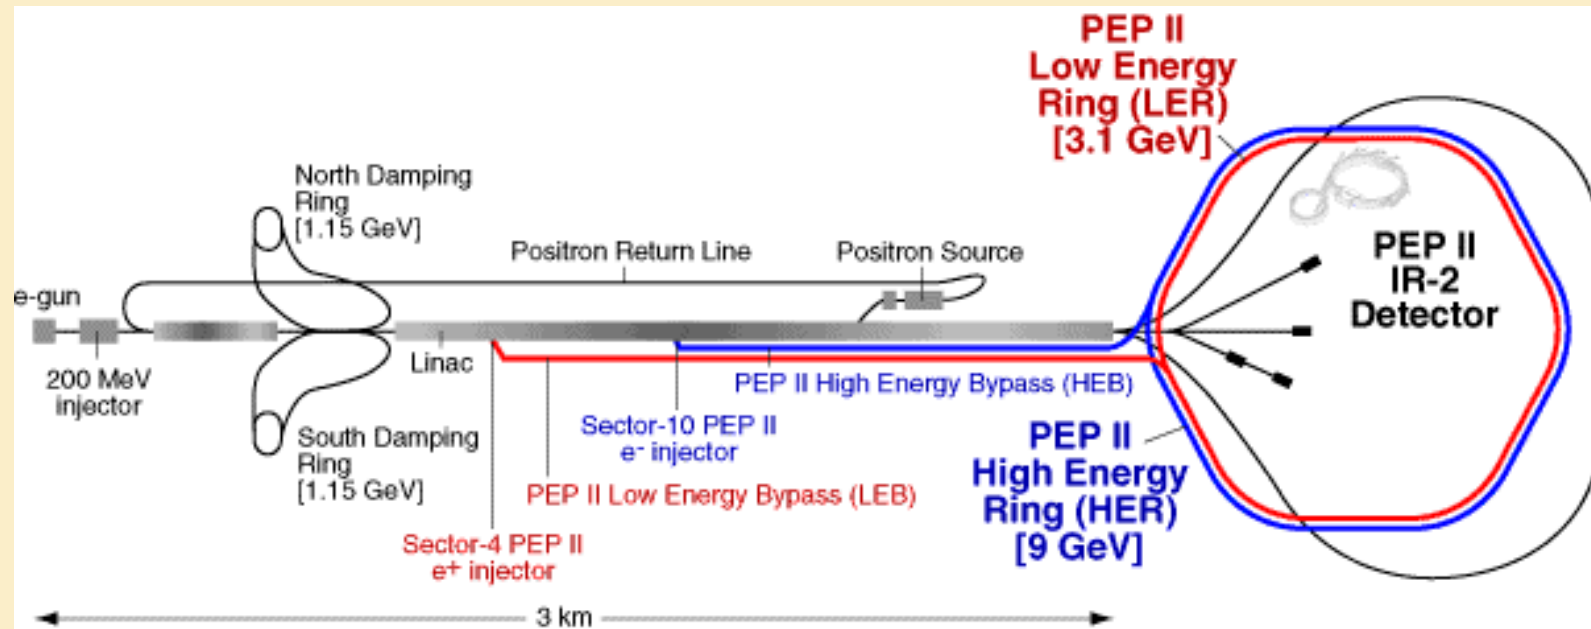 PEP II
Low Energy
Ring (LER)
[3.1 GeV]
North Damping
Ring
[1.15 GeV]
Positron Return Line
Positron Source
PEP II
IR-2
Detector
e-gun
Linac
200 MeV
injector
PEP II High Energy Bypass (HEB)
Sector-10 PEP II
e- injector
South Damping
Ring
[1.15 GeV]
PEP II Low Energy Bypass (LEB)
PEP II
High Energy
Ring (HER)
[9 GeV]
Sector-4 PEP II
e+ injector
3 km